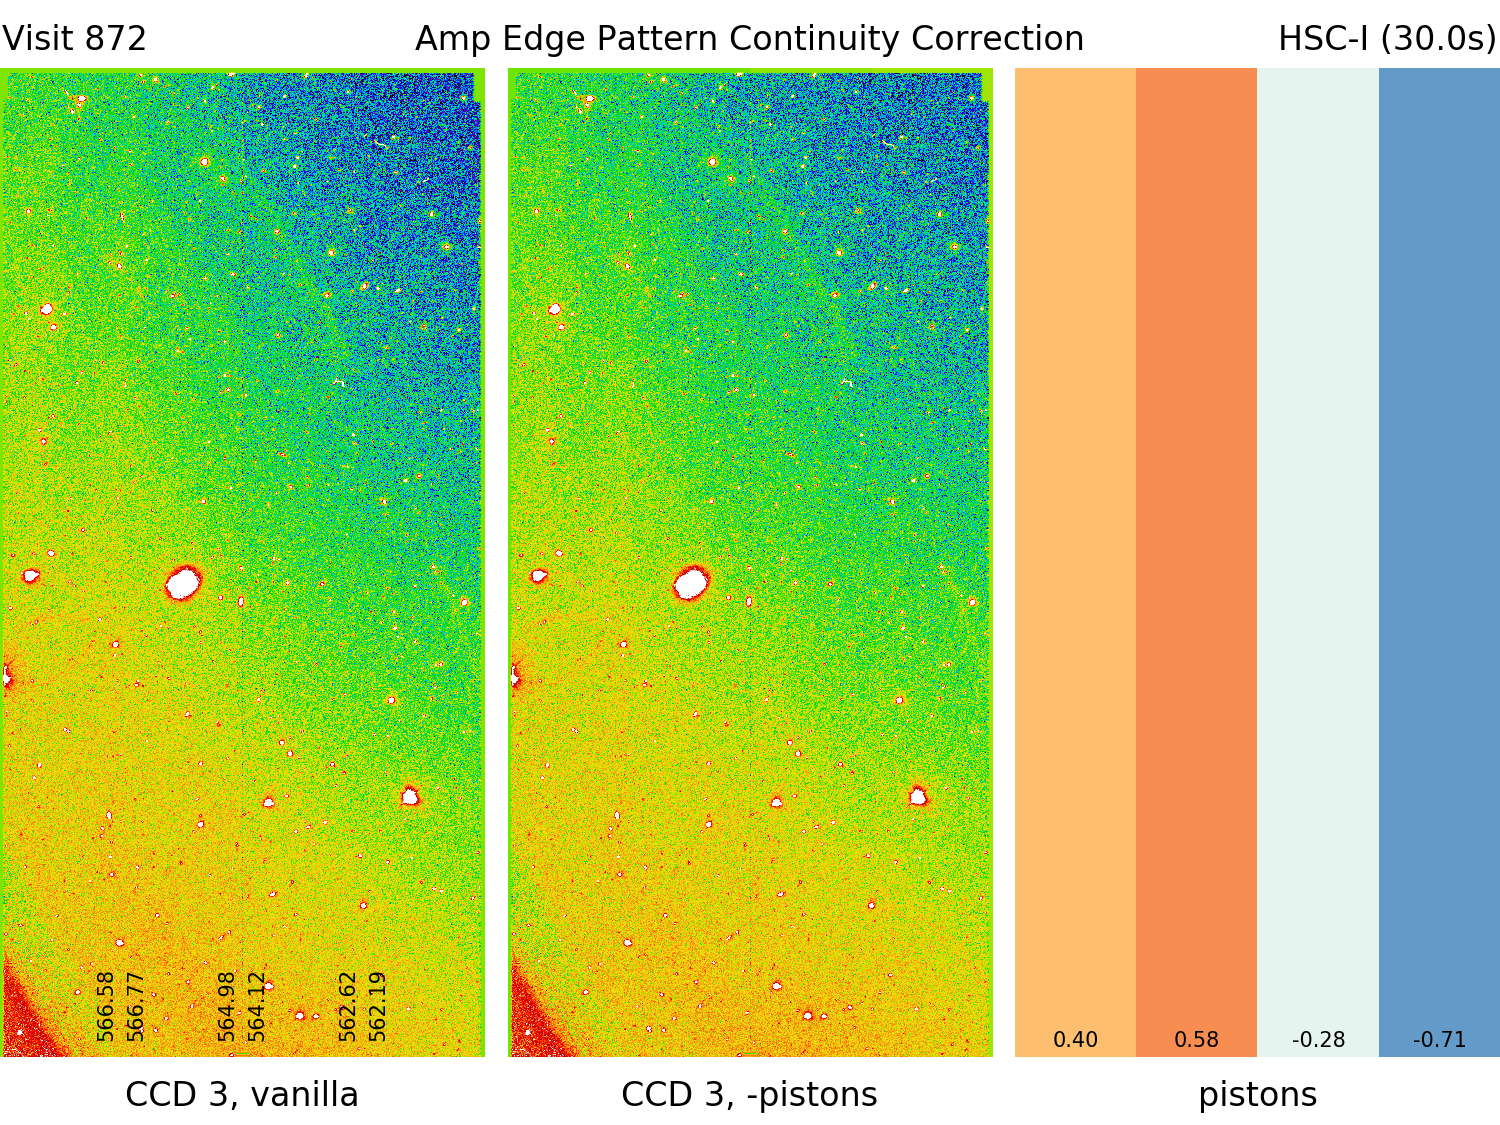 Visit 872 Amp Edge Pattern Continuity Correction HSC-I (30.0s)
566.58
566.77
564.98
564.12
562.62
562.19
0.40 0.58 -0.28 -0.71
CCD 3, vanilla CCD 3, -pistons pistons